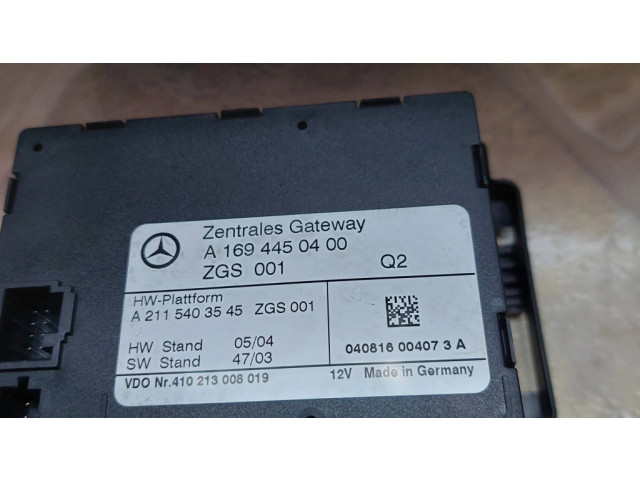 Zentrales Gateway
A 169 445 04 00
ZGS 001 Q2
HW-Plattform
A 211 540 35 45 ZGS 001
HW Stand 05/04
SW Stand 47/03
040816 00407 3 A
VDO Nr.410 213 008 019 12V Made in Germany